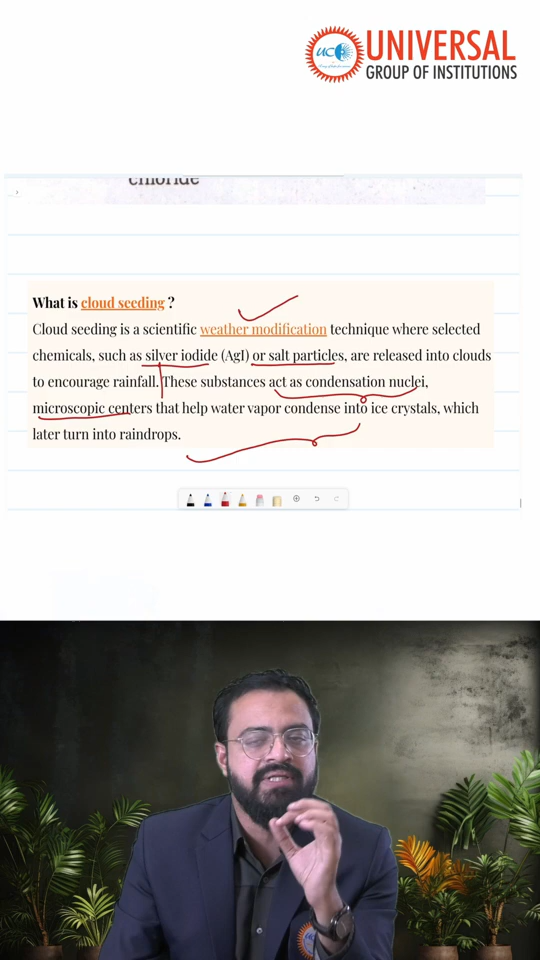 UC
UNIVERSAL
GROUP OF INSTITUTIONS
chloride
What is cloud seeding ?
Cloud seeding is a scientific weather modification technique where selected
chemicals, such as silver iodide (AgI) or salt particles, are released into clouds
to encourage rainfall. These substances act as condensation nuclei,
microscopic centers that help water vapor condense into ice crystals, which
later turn into raindrops.